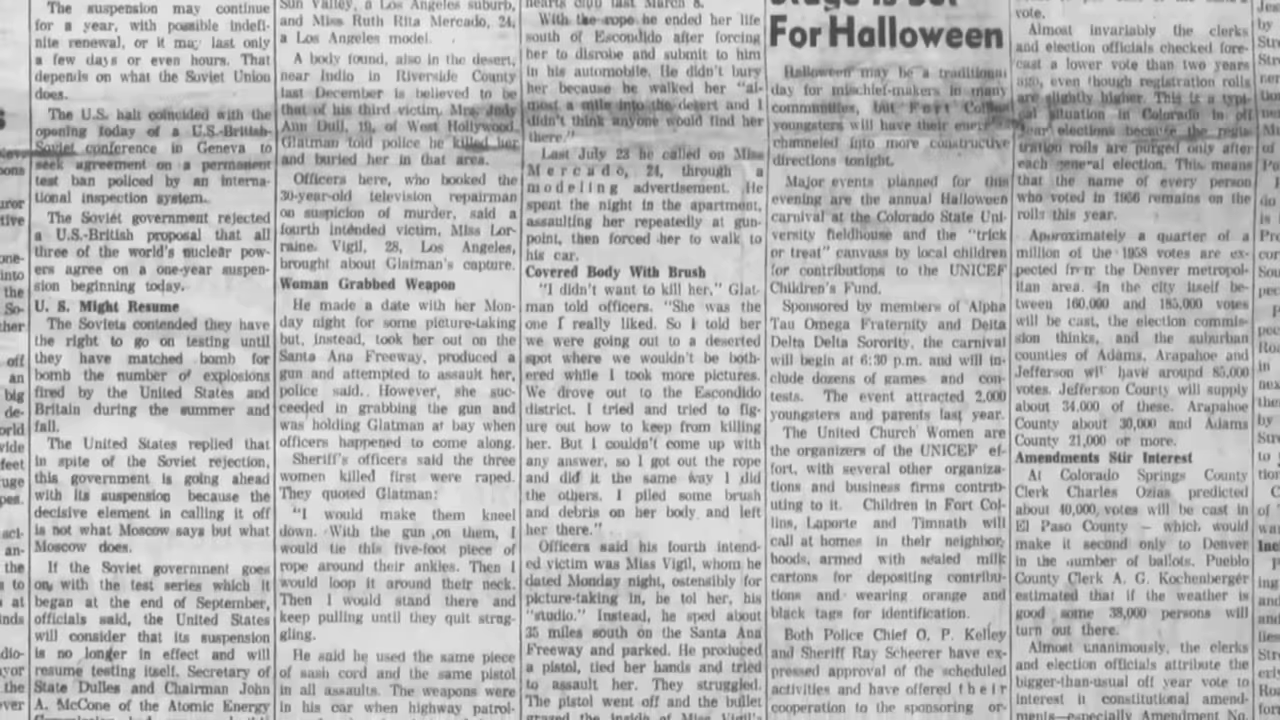 The suspension may continue
for a year, with possible indefi-
nite renewal, or it may last only
a few days or even hours. That
depends on what the Soviet Union
does.
The U.S. halt coincided with the
opening today of a U.S.-British-
Soviet conference in Geneva to
seek agreement on a permanent
test ban policed by an interna-
tional inspection system.
The Soviet government rejected
a U.S.-British proposal that all
three of the world's nuclear pow-
ers agree on a one-year suspen-
sion beginning today.
U. S. Might Resume
The Soviets contended they have
the right to go on testing until
they have matched bomb for
bomb the number of explosions
fired by the United States and
Britain during the summer and
fall.
The United States replied that
in spite of the Soviet rejection,
this government is going ahead
with its suspension because the
decisive element in calling it off
is not what Moscow says but what
Moscow does.
If the Soviet government goes
on with the test series which it
began at the end of September,
officials said, the United States
will consider that its suspension
is no longer in effect and will
resume testing itself. Secretary of
State Dulles and Chairman John
A. McCone of the Atomic Energy
Sun Valley, a Los Angeles suburb,
and Miss Ruth Rita Mercado, 24,
a Los Angeles model.
A body found, also in the desert,
near Indio in Riverside County
last December is believed to be
that of his third victim, Mrs. Judy
Ann Dull, 19, of West Hollywood.
Glatman told police he killed her
and buried her in that area.
Officers here, who booked the
30-year-old television repairman
on suspicion of murder, said a
fourth intended victim, Miss Lor-
raine Vigil, 28, Los Angeles,
brought about Glatman's capture.
Woman Grabbed Weapon
He made a date with her Mon-
day night for some picture-taking
but, instead, took her out on the
Santa Ana Freeway, produced a
gun and attempted to assault her,
police said. However, she suc-
ceeded in grabbing the gun and
was holding Glatman at bay when
officers happened to come along.
Sheriff's officers said the three
women killed first were raped.
They quoted Glatman:
"I would make them kneel
down. With the gun on them, I
would tie this five-foot piece of
rope around their ankles. Then I
would loop it around their neck.
Then I would stand there and
keep pulling until they quit strug-
gling.
He said he used the same piece
of sash cord and the same pistol
in all assaults. The weapons were
in his car when highway patrol-
hearts club last March 8.
With the rope he ended her life
south of Escondido after forcing
her to disrobe and submit to him
in his automobile. He didn't bury
her because he walked her "al-
most a mile into the desert and I
didn't think anyone would find her
there."
Last July 23 he called on Miss
Mercado, 24, through a
modeling advertisement. He
spent the night in the apartment,
assaulting her repeatedly at gun-
point, then forced her to walk to
his car.
Covered Body With Brush
"I didn't want to kill her," Glat-
man told officers. "She was the
one I really liked. So I told her
we were going out to a deserted
spot where we wouldn't be both-
ered while I took more pictures.
We drove out to the Escondido
district. I tried and tried to fig-
ure out how to keep from killing
her. But I couldn't come up with
any answer, so I got out the rope
and did it the same way I did
the others. I piled some brush
and debris on her body and left
her there."
Officers said his fourth intend-
ed victim was Miss Vigil, whom he
dated Monday night, ostensibly for
picture-taking in, he tol her, his
"studio." Instead, he sped about
35 miles south on the Santa Ana
Freeway and parked. He produced
a pistol, tied her hands and tried
to assault her. They struggled.
The pistol went off and the bullet
grazed the inside of Miss Vigil's
Stage Is Set
For Halloween
Halloween may be a traditional
day for mischief-makers in many
communities, but Fort Collins
youngsters will have their
channeled into more constructive
directions tonight.
Major events planned for this
evening are the annual Halloween
carnival at the Colorado State Uni-
versity fieldhouse and the "trick
or treat" canvass by local children
for contributions to the UNICEF
Children's Fund.
Sponsored by members of Alpha
Tau Omega Fraternity and Delta
Delta Delta Sorority, the carnival
will begin at 6:30 p.m. and will in-
clude dozens of games and con-
tests. The event attracted 2,000
youngsters and parents last year.
The United Church Women are
the organizers of the UNICEF ef-
fort, with several other organiza-
tions and business firms contrib-
uting to it. Children in Fort Col-
lins, Laporte and Timnath will
call at homes in their neighbor-
hoods, armed with sealed milk
cartons for depositing contribu-
tions and wearing orange and
black tags for identification.
Both Police Chief O. P. Kelley
and Sheriff Ray Scheerer have ex-
pressed approval of the scheduled
activities and have offered their
cooperation to the sponsoring or-
vote.
Almost invariably the clerks
and election officials checked fore-
cast a lower vote than two years
ago, even though registration rolls
are slightly higher. This is a typi-
cal situation in Colorado in off
year elections because the regis-
tration rolls are purged only after
each general election. This means
that the name of every person
who voted in 1956 remains on the
rolls this year.
Aporoximately a quarter of a
million of the 1958 votes are ex-
pected from the Denver metropol-
itan area. In the city itself be-
tween 160,000 and 185,000 votes
will be cast, the election commis-
sion thinks, and the suburban
counties of Adams, Arapahoe and
Jefferson will have around 85,000
votes. Jefferson County will supply
about 34,000 of these. Arapahoe
County about 30,000 and Adams
County 21,000 or more.
Amendments Stir Interest
At Colorado Springs County
Clerk Charles Ozias predicted
about 40,000 votes will be cast in
El Paso County — which would
make it second only to Denver
in the number of ballots. Pueblo
County Clerk A. G. Kochenberger
estimated that if the weather is
good some 38,000 persons will
turn out there.
Almost unanimously, the clerks
and election officials attribute the
bigger-than-usual off year vote to
interest i constitutional amend-
ments—especially Amendment No.